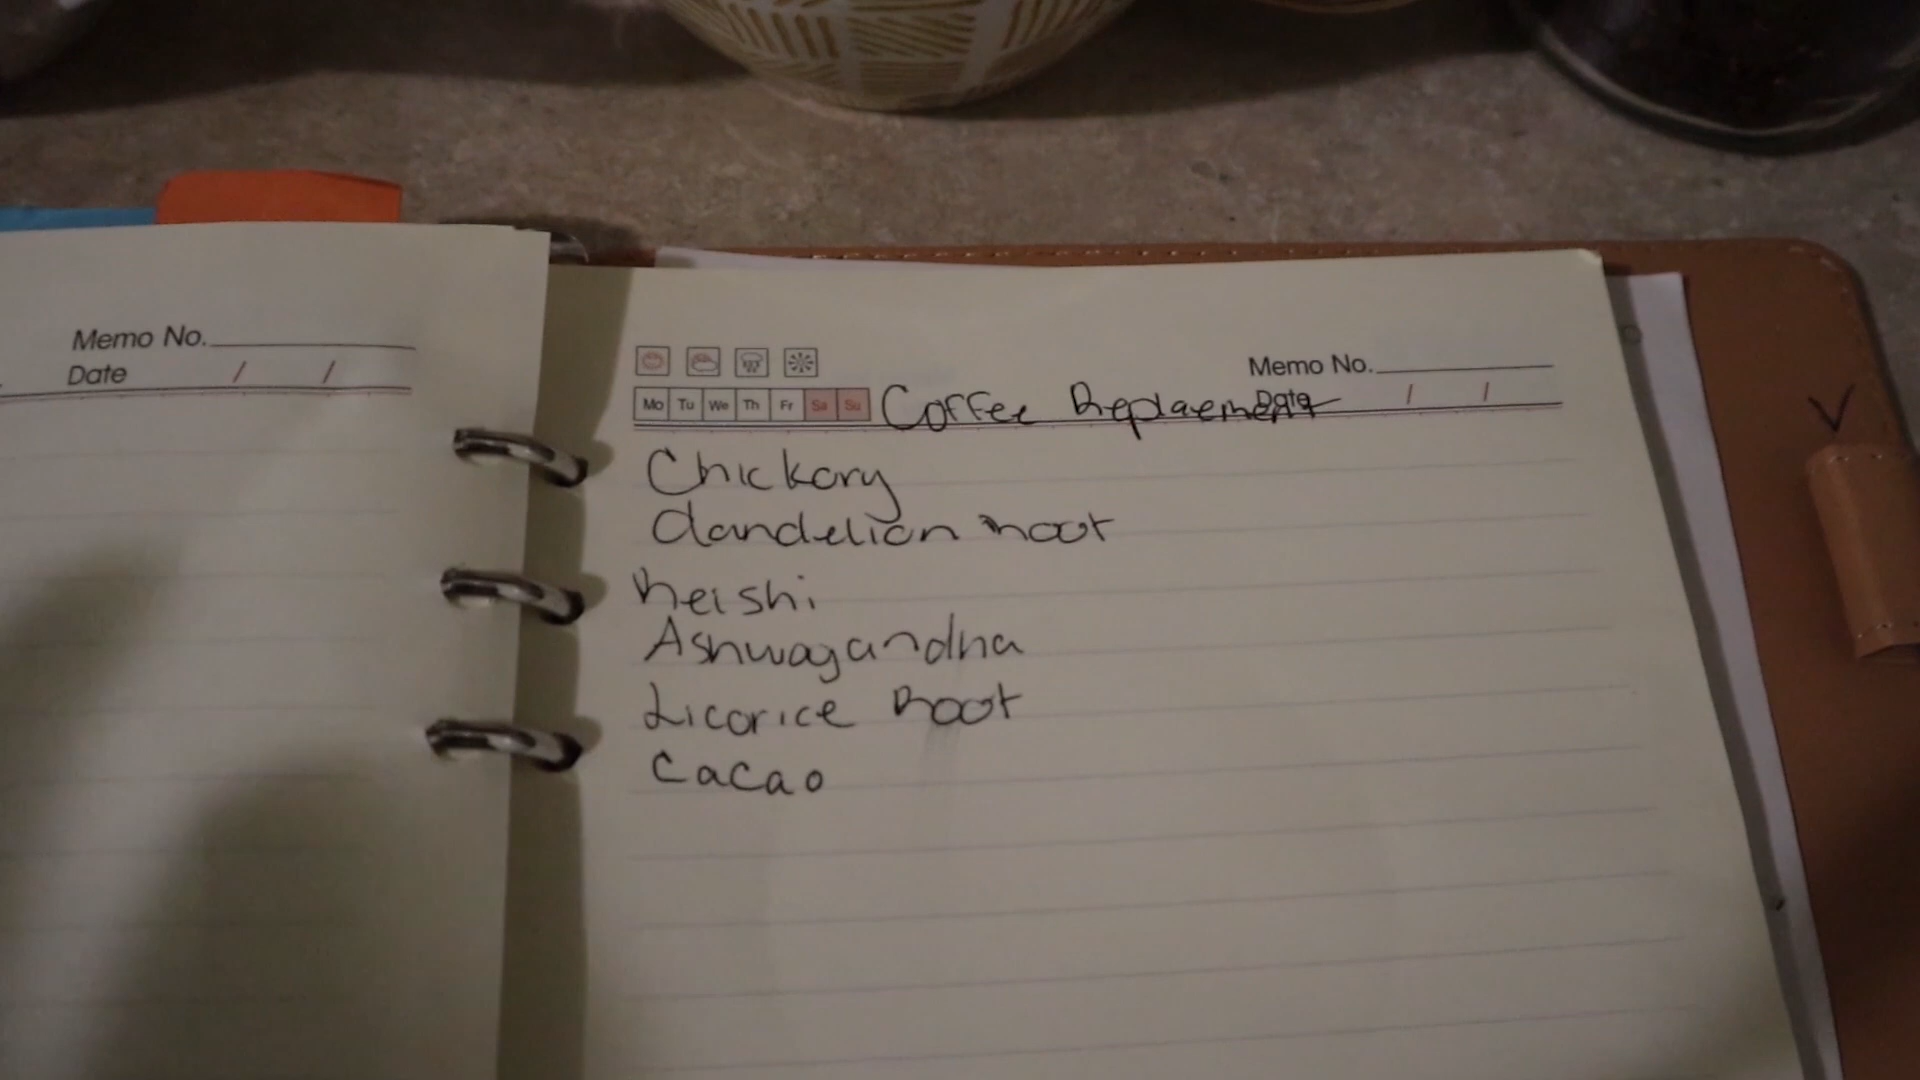 Memo No.
Date / /
Memo No.
Date / /
Mo Tu We Th Fr Sa Su Coffee Replaement
Chickory
dandelion root
Reishi
Ashwagandha
Licorice Root
Cacao